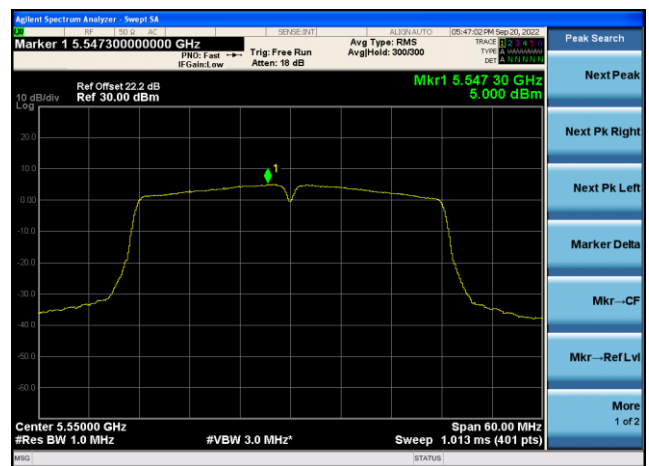 Agilent Spectrum Analyzer - Swept SA
RF 50 Ω AC SENSE:INT ALIGN AUTO 05:47:02 PM Sep 20, 2022
Marker 1 5.547300000000 GHz
PNO: Fast Trig: Free Run Avg Type: RMS TRACE 1 2 3 4 5 6
IFGain:Low Atten: 18 dB Avg|Hold: 300/300 TYPE A WWWWW
DET A N N N N N
Peak Search
Ref Offset 22.2 dB Mkr1 5.547 30 GHz
10 dB/div Ref 30.00 dBm 5.000 dBm
Log
Next Peak
20.0
Next Pk Right
10.0
1
0.00
Next Pk Left
-10.0
-20.0
Marker Delta
-30.0
Mkr→CF
-40.0
-50.0
Mkr→Ref Lvl
-60.0
More
1 of 2
Center 5.55000 GHz Span 60.00 MHz
#Res BW 1.0 MHz #VBW 3.0 MHz* Sweep 1.013 ms (401 pts)
MSG STATUS